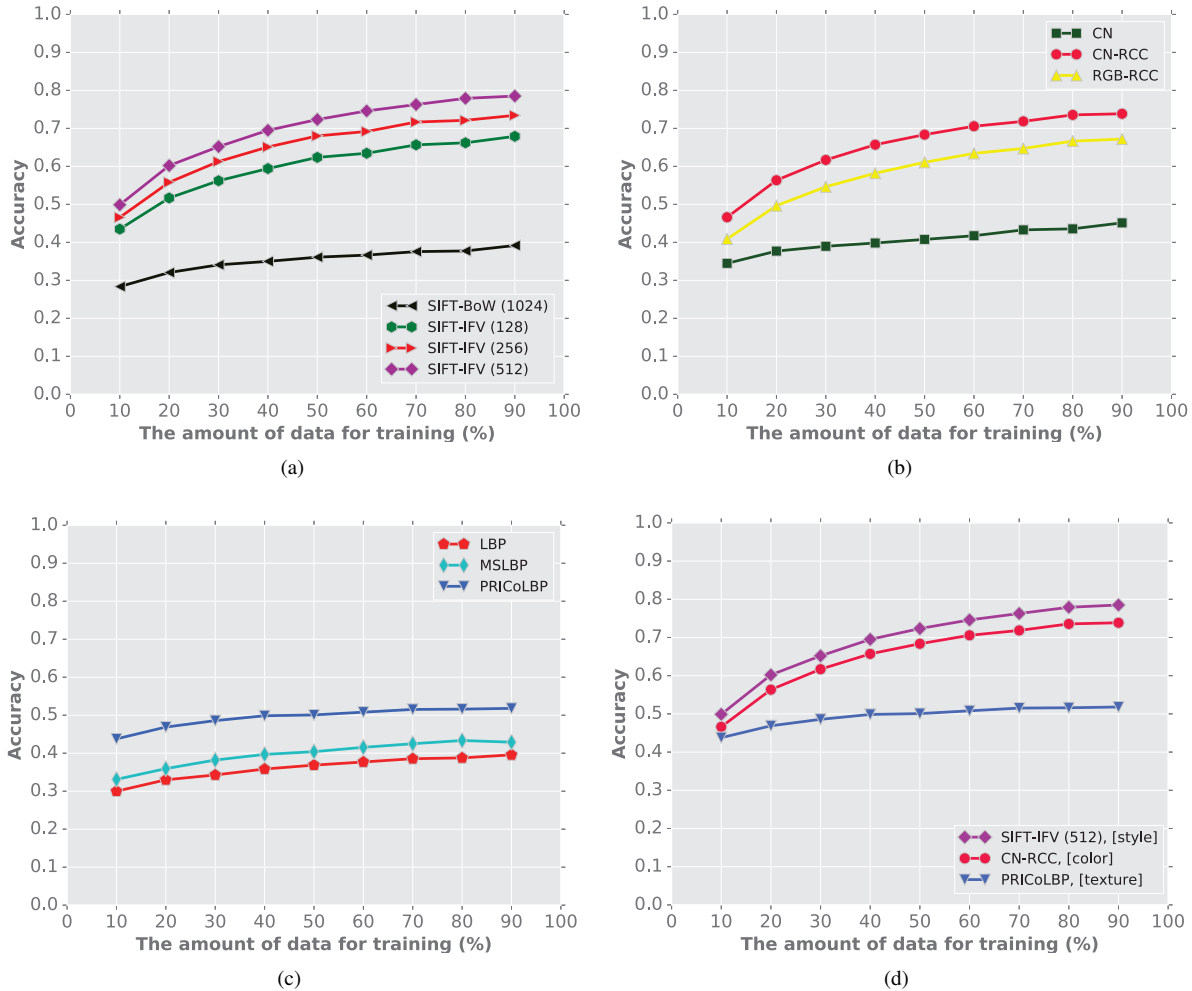 1.0
0.9
0.8
0.7
0.6
0.5
0.4
0.3
0.2
0.1
0.0
Accuracy
SIFT-BoW (1024)
SIFT-IFV (128)
SIFT-IFV (256)
SIFT-IFV (512)
0 10 20 30 40 50 60 70 80 90 100
The amount of data for training (%)
(a)
1.0
0.9
0.8
0.7
0.6
0.5
0.4
0.3
0.2
0.1
0.0
Accuracy
CN
CN-RCC
RGB-RCC
0 10 20 30 40 50 60 70 80 90 100
The amount of data for training (%)
(b)
1.0
0.9
0.8
0.7
0.6
0.5
0.4
0.3
0.2
0.1
0.0
Accuracy
LBP
MSLBP
PRICoLBP
0 10 20 30 40 50 60 70 80 90 100
The amount of data for training (%)
(c)
1.0
0.9
0.8
0.7
0.6
0.5
0.4
0.3
0.2
0.1
0.0
Accuracy
SIFT-IFV (512), [style]
CN-RCC, [color]
PRICoLBP, [texture]
0 10 20 30 40 50 60 70 80 90 100
The amount of data for training (%)
(d)